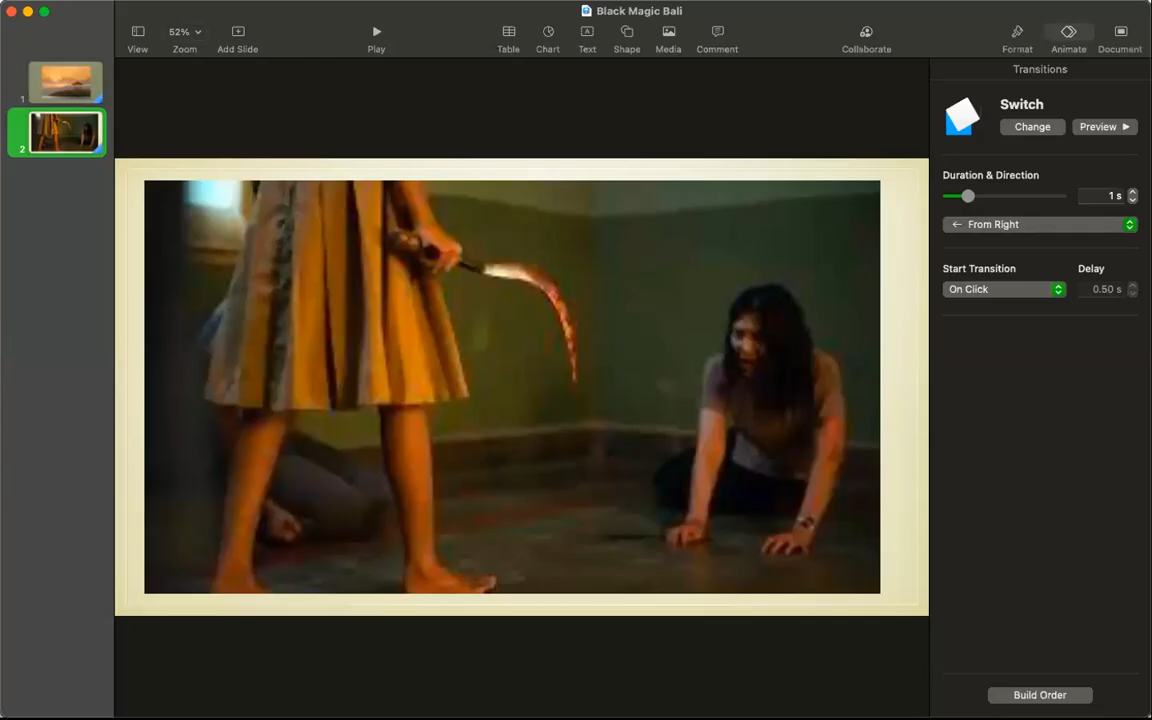 Black Magic Bali
52%
View
Zoom
Add Slide
Play
Table
Chart
Text
Shape
Media
Comment
Collaborate
Format
Animate
Document
Transitions
1
2
Switch
Change
Preview
Duration & Direction
1 s
← From Right
Start Transition
Delay
On Click
0.50 s
Build Order